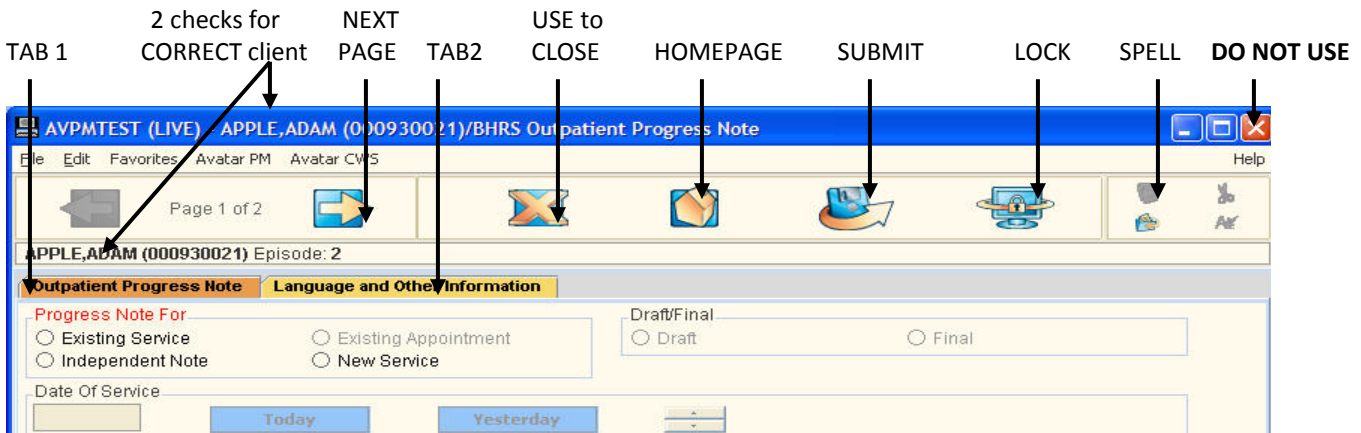 2 checks for NEXT USE to
TAB 1 CORRECT client PAGE TAB2 CLOSE HOMEPAGE SUBMIT LOCK SPELL DO NOT USE
AVPMTEST (LIVE) - APPLE,ADAM (000930021)/BHRS Outpatient Progress Note
File Edit Favorites Avatar PM Avatar CWS Help
Page 1 of 2
APPLE,ADAM (000930021) Episode: 2
Outpatient Progress Note Language and Other Information
Progress Note For Draft/Final
Existing Service Existing Appointment Draft Final
Independent Note New Service
Date Of Service
Today Yesterday